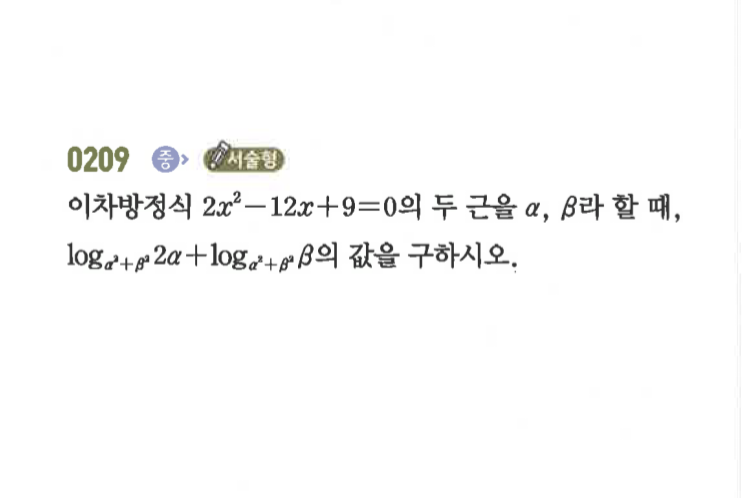 0209 중 서술형
이차방정식 2x²−12x+9=0의 두 근을 α, β라 할 때,
log_{α²+β²} 2α+log_{α²+β²} β의 값을 구하시오.